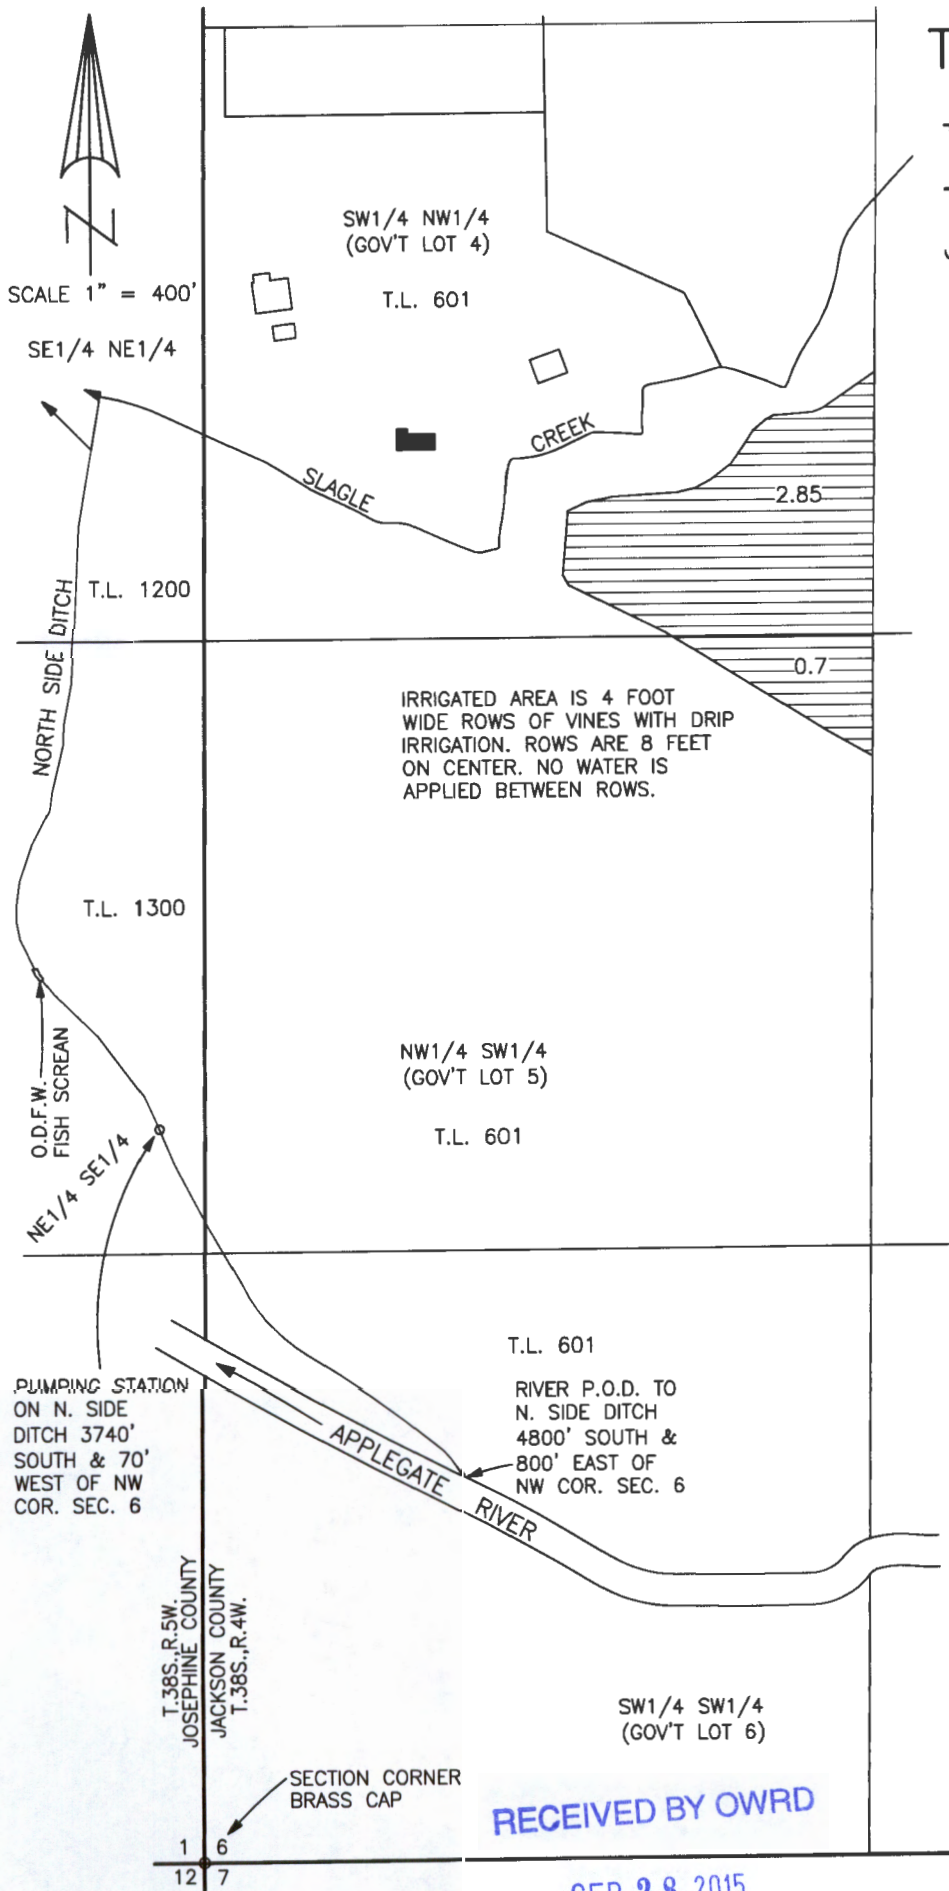 T
SW1/4 NW1/4
(GOV'T LOT 4)
T.L. 601
SCALE 1" = 400'
SE1/4 NE1/4
CREEK
SLAGLE
2.85
T.L. 1200
NORTH SIDE DITCH
0.7
IRRIGATED AREA IS 4 FOOT
WIDE ROWS OF VINES WITH DRIP
IRRIGATION. ROWS ARE 8 FEET
ON CENTER. NO WATER IS
APPLIED BETWEEN ROWS.
T.L. 1300
O.D.F.W.
FISH SCREAN
NW1/4 SW1/4
(GOV'T LOT 5)
T.L. 601
NE1/4 SE1/4
T.L. 601
PUMPING STATION
ON N. SIDE
DITCH 3740'
SOUTH & 70'
WEST OF NW
COR. SEC. 6
RIVER P.O.D. TO
N. SIDE DITCH
4800' SOUTH &
800' EAST OF
NW COR. SEC. 6
APPLEGATE RIVER
T.38S.,R.5W.
JOSEPHINE COUNTY
JACKSON COUNTY
T.38S.,R.4W.
SW1/4 SW1/4
(GOV'T LOT 6)
SECTION CORNER
BRASS CAP
RECEIVED BY OWRD
1 6
12 7
SEP 28 2015